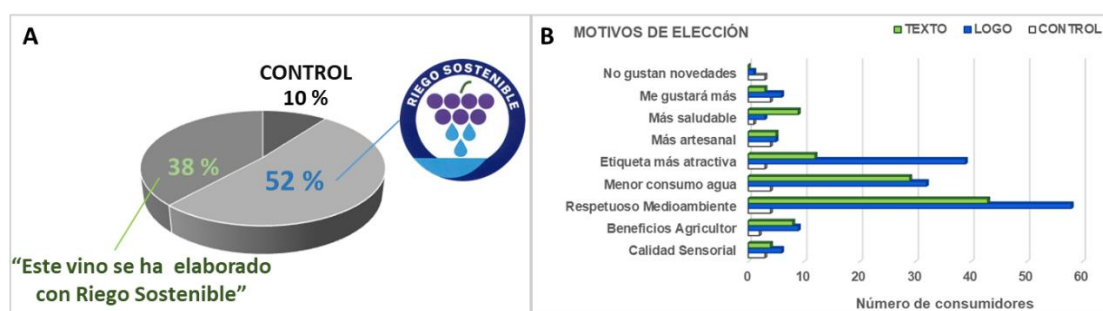 A
CONTROL
10 %
38 %
52 %
RIEGO SOSTENIBLE
“Este vino se ha elaborado
con Riego Sostenible”
B
MOTIVOS DE ELECCIÓN
TEXTO LOGO CONTROL
No gustan novedades
Me gustará más
Más saludable
Más artesanal
Etiqueta más atractiva
Menor consumo agua
Respetuoso Medioambiente
Beneficios Agricultor
Calidad Sensorial
0 10 20 30 40 50 60
Número de consumidores